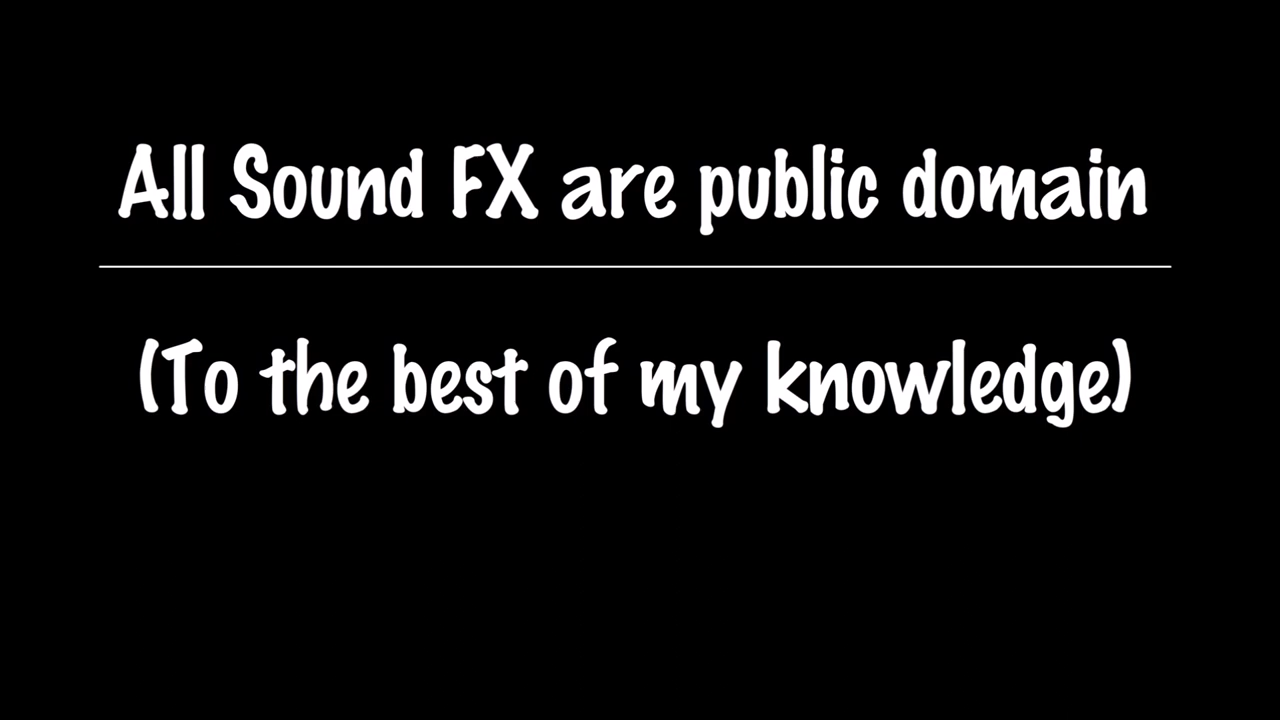 All Sound FX are public domain
(To the best of my knowledge)